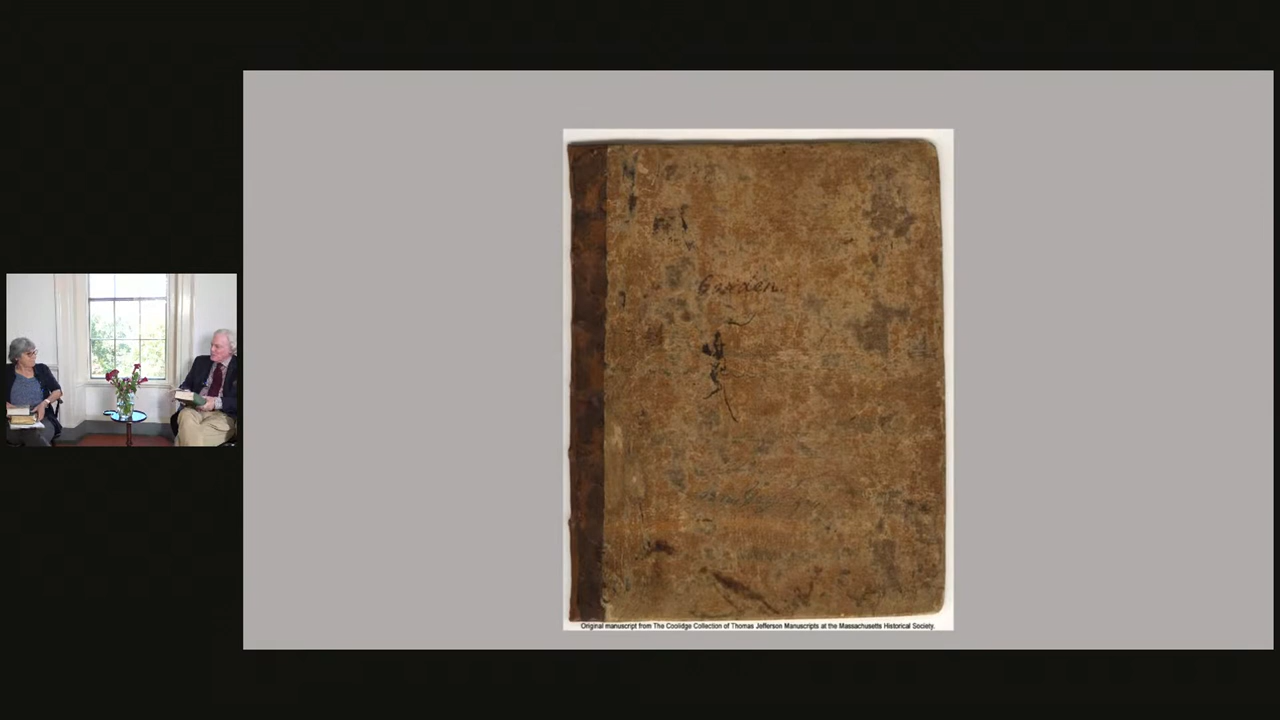 Garden.
Original manuscript from The Coolidge Collection of Thomas Jefferson Manuscripts at the Massachusetts Historical Society.